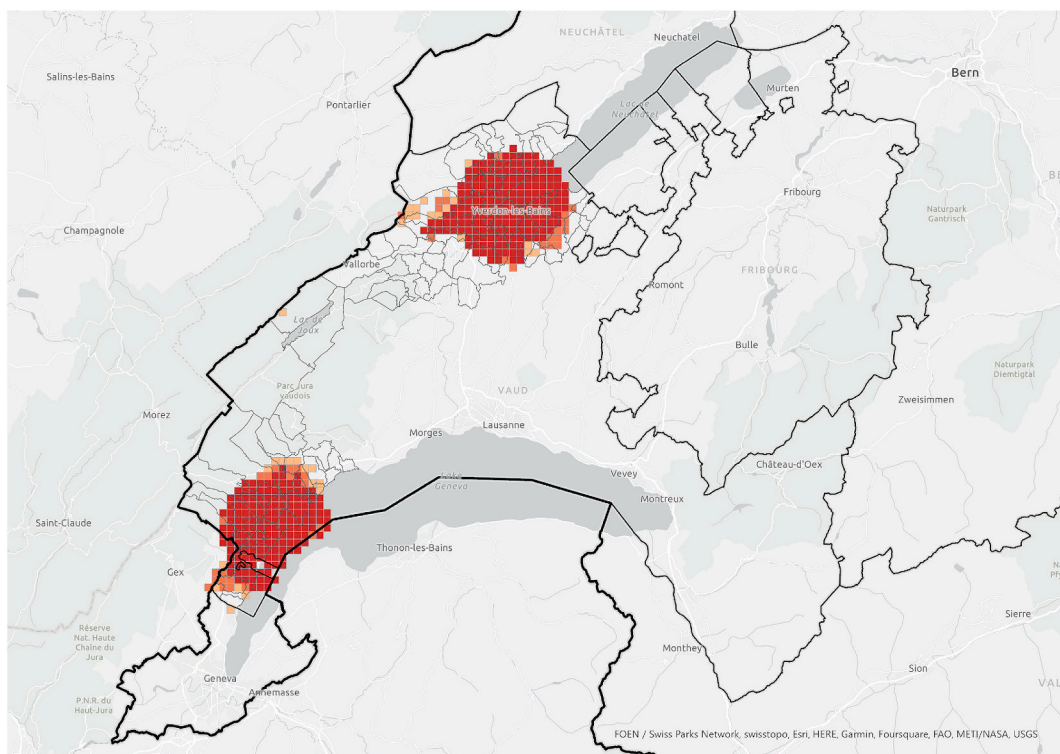 NEUCHÂTEL
Neuchatel
Salins-les-Bains
Bern
Murten
Pontarlier
Lac de
Neuchâtel
Fribourg
Naturpark
Gantrisch
Yverdon-les-Bains
Champagnole
Vallorbe
FRIBOURG
Romont
Lac de
Joux
Bulle
Naturpark
Diemtigtal
Parc Jura
vaudois
VAUD
Zweisimmen
Morez
Morges
Lausanne
Château-d'Oex
Vevey
Lake
Geneva
Montreux
Saint-Claude
Thonon-les-Bains
Gex
Sierre
Réserve
Nat. Haute
Chaîne du
Jura
Monthey
Sion
Geneva
Annemasse
P.N.R. du
Haut-Jura
FOEN / Swiss Parks Network, swisstopo, Esri, HERE, Garmin, Foursquare, FAO, METI/NASA, USGS